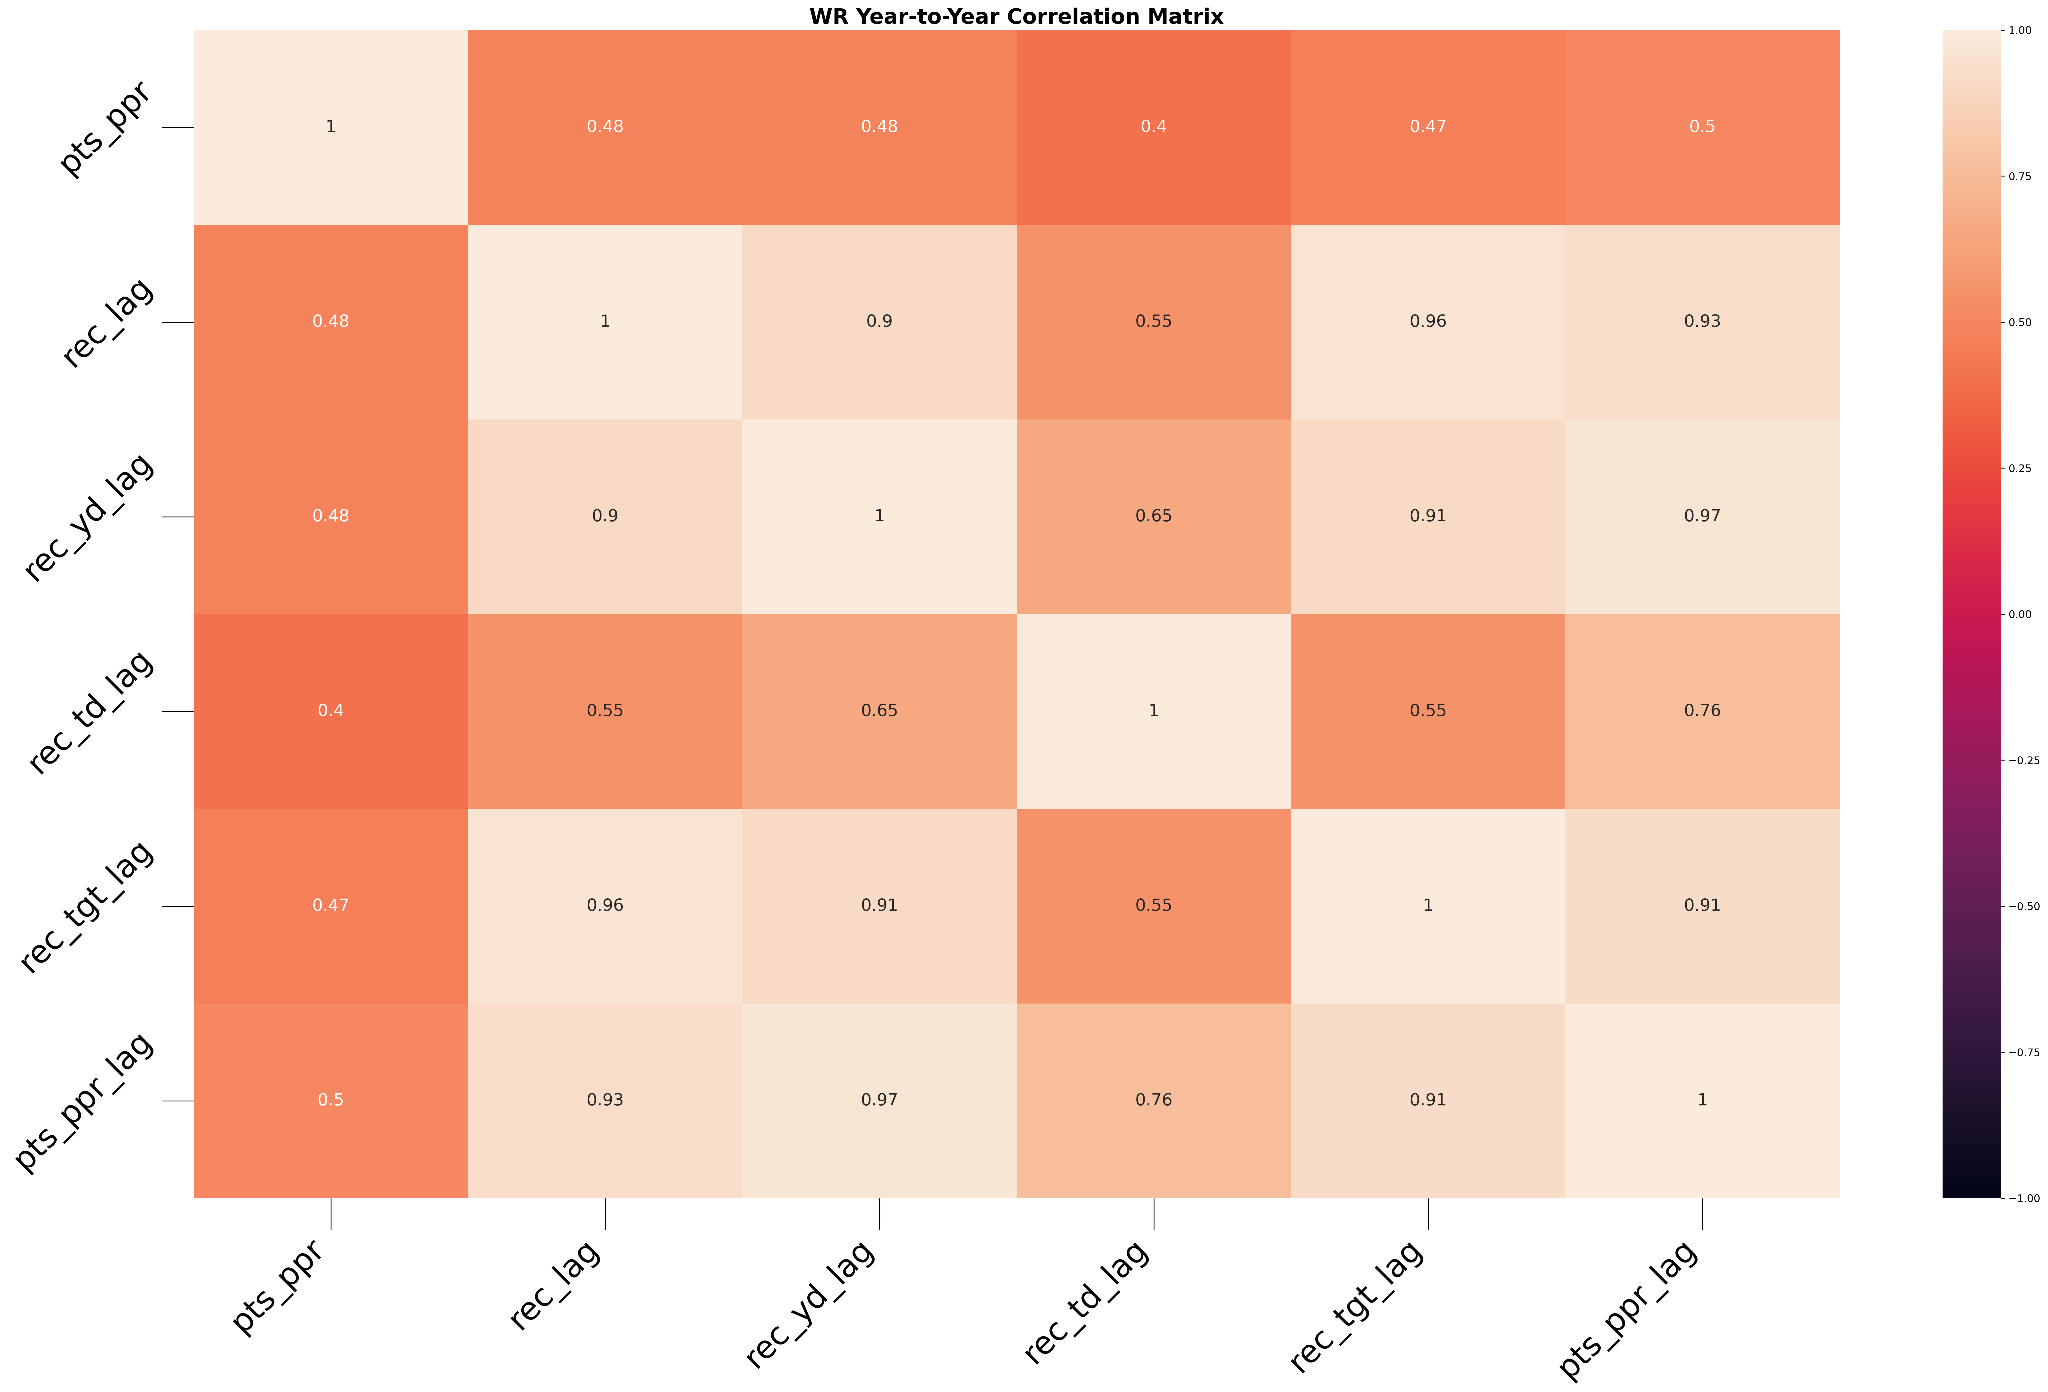 WR Year-to-Year Correlation Matrix
pts_ppr
1 0.48 0.48 0.4 0.47 0.5
rec_lag
0.48 1 0.9 0.55 0.96 0.93
rec_yd_lag
0.48 0.9 1 0.65 0.91 0.97
rec_td_lag
0.4 0.55 0.65 1 0.55 0.76
rec_tgt_lag
0.47 0.96 0.91 0.55 1 0.91
pts_ppr_lag
0.5 0.93 0.97 0.76 0.91 1
pts_ppr rec_lag rec_yd_lag rec_td_lag rec_tgt_lag pts_ppr_lag
1.00
0.75
0.50
0.25
0.00
−0.25
−0.50
−0.75
−1.00